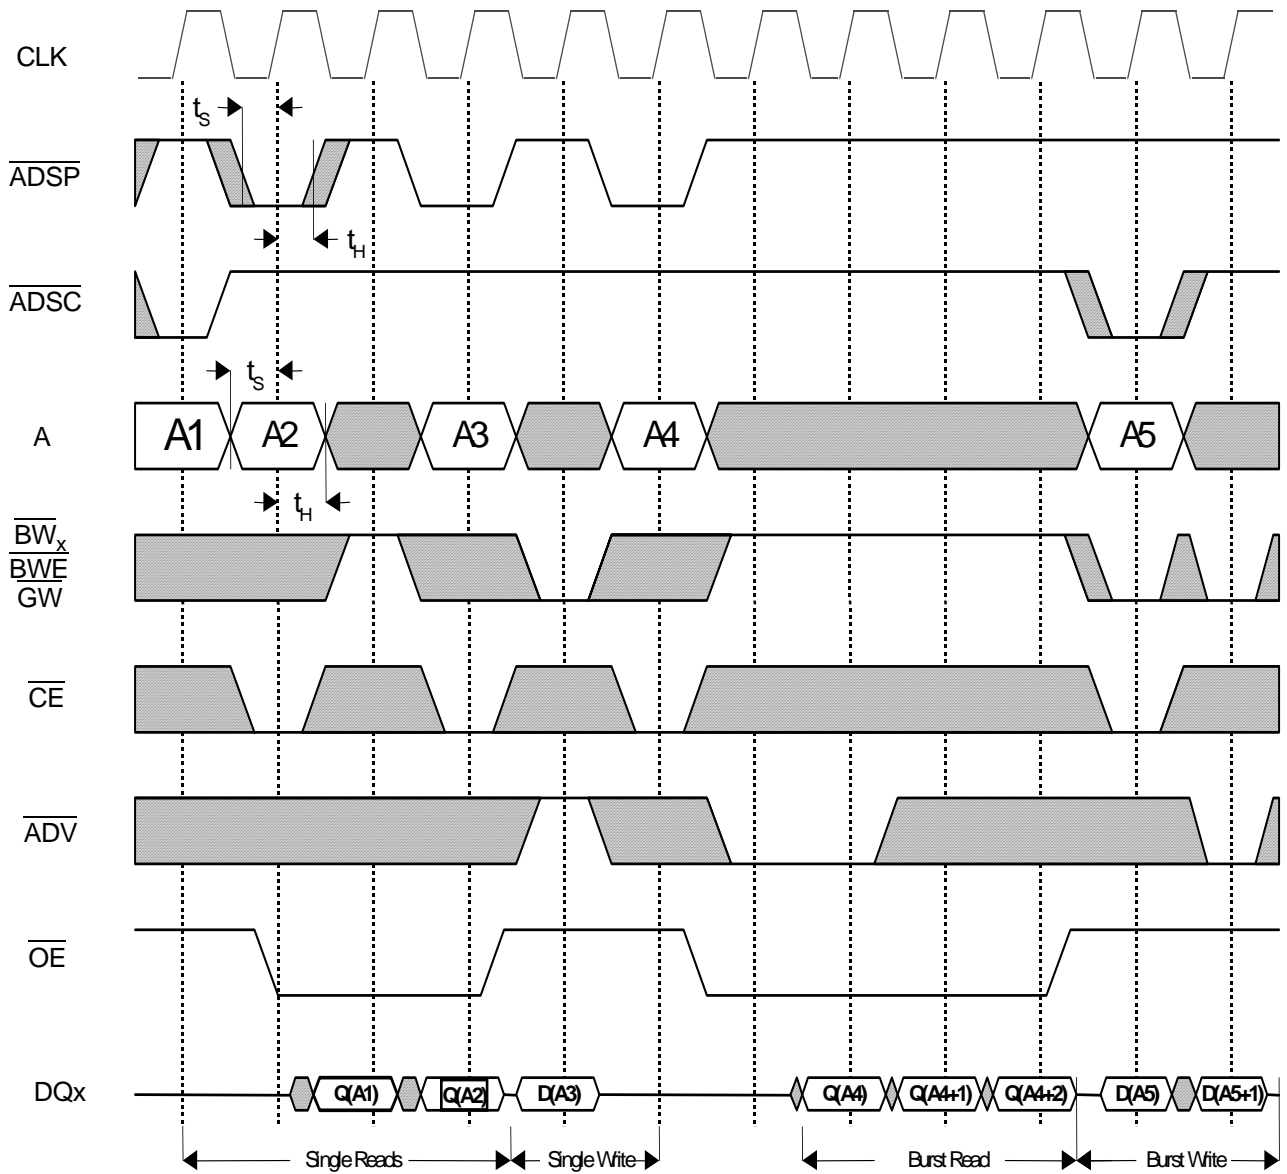 CLK
tS
ADSP
tH
ADSC
tS
A A1 A2 A3 A4 A5
tH
BWx
BWE
GW
CE
ADV
OE
DQx Q(A1) Q(A2) D(A3) Q(A4) Q(A4+1) Q(A4+2) D(A5) D(A5+1)
Single Reads Single Write Burst Read Burst Write